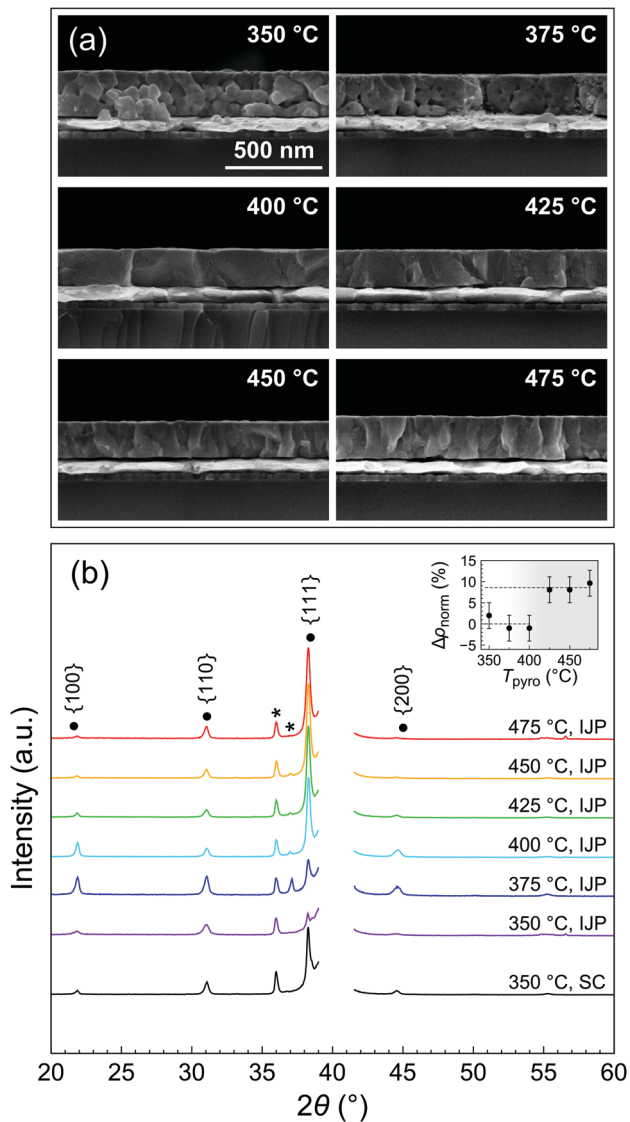 (a)
350 °C
375 °C
500 nm
400 °C
425 °C
450 °C
475 °C
(b)
Δρnorm (%)
15
10
5
0
−5
350
400
450
Tpyro (°C)
{100}
{110}
*
*
{111}
{200}
475 °C, IJP
450 °C, IJP
425 °C, IJP
400 °C, IJP
375 °C, IJP
350 °C, IJP
350 °C, SC
Intensity (a.u.)
20
25
30
35
40
45
50
55
60
2θ (°)